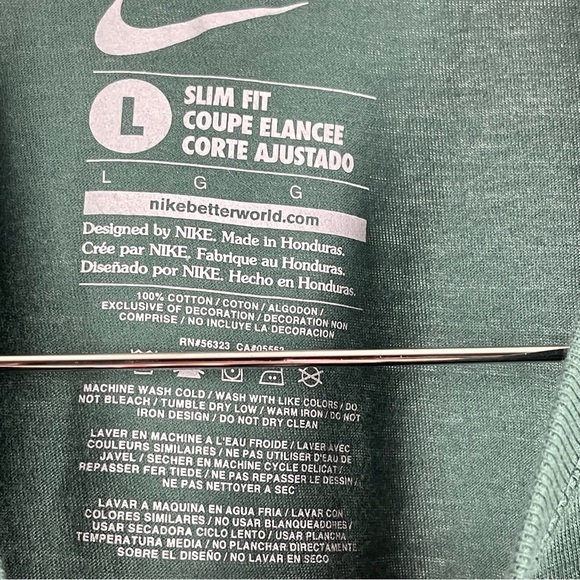 L
SLIM FIT
COUPE ELANCEE
CORTE AJUSTADO
L G G
nikebetterworld.com
Designed by NIKE. Made in Honduras.
Crée par NIKE, Fabrique au Honduras.
Diseñado por NIKE. Hecho en Honduras.
100% COTTON / COTON / ALGODON /
EXCLUSIVE OF DECORATION / DECORATION NON
COMPRISE / NO INCLUYE LA DECORACION
RN#56323 CA#05553
MACHINE WASH COLD / WASH WITH LIKE COLORS / DO
NOT BLEACH / TUMBLE DRY LOW / WARM IRON / DO NOT
IRON DESIGN / DO NOT DRY CLEAN
LAVER EN MACHINE A L'EAU FROIDE / LAVER AVEC
COULEURS SIMILAIRES / NE PAS UTILISER D'EAU DE
JAVEL / SECHER EN MACHINE CYCLE DELICAT /
REPASSER FER TIEDE / NE PAS REPASSER LE DESSIN /
NE PAS NETTOYER A SEC
LAVAR A MAQUINA EN AGUA FRIA / LAVAR CON
COLORES SIMILARES / NO USAR BLANQUEADORES /
USAR SECADORA CICLO LENTO / USAR PLANCHA
TEMPERATURA MEDIA / NO PLANCHAR DIRECTAMENTE
SOBRE EL DISEÑO / NO LAVAR EN SECO